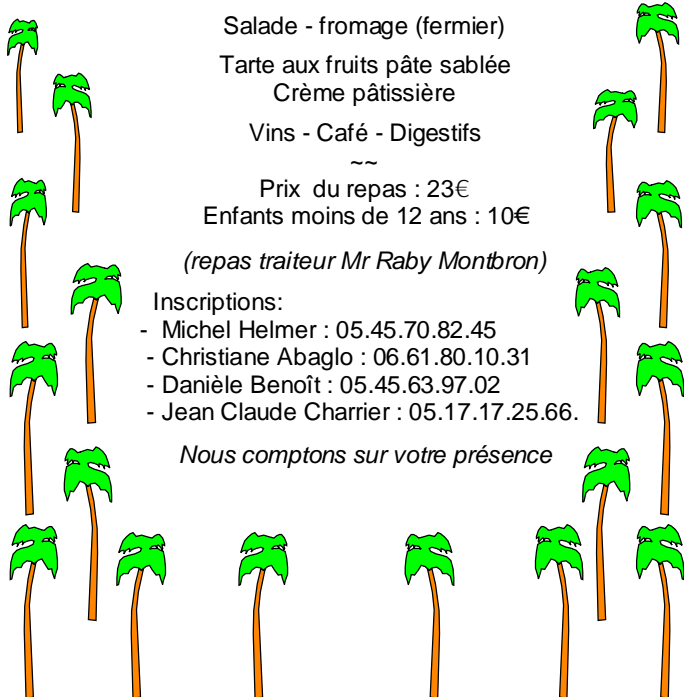 Salade - fromage (fermier)
Tarte aux fruits pâte sablée
Crème pâtissière
Vins - Café - Digestifs
~~
Prix du repas : 23€
Enfants moins de 12 ans : 10€
(repas traiteur Mr Raby Montbron)
Inscriptions:
- Michel Helmer : 05.45.70.82.45
- Christiane Abaglo : 06.61.80.10.31
- Danièle Benoît : 05.45.63.97.02
- Jean Claude Charrier : 05.17.17.25.66.
Nous comptons sur votre présence